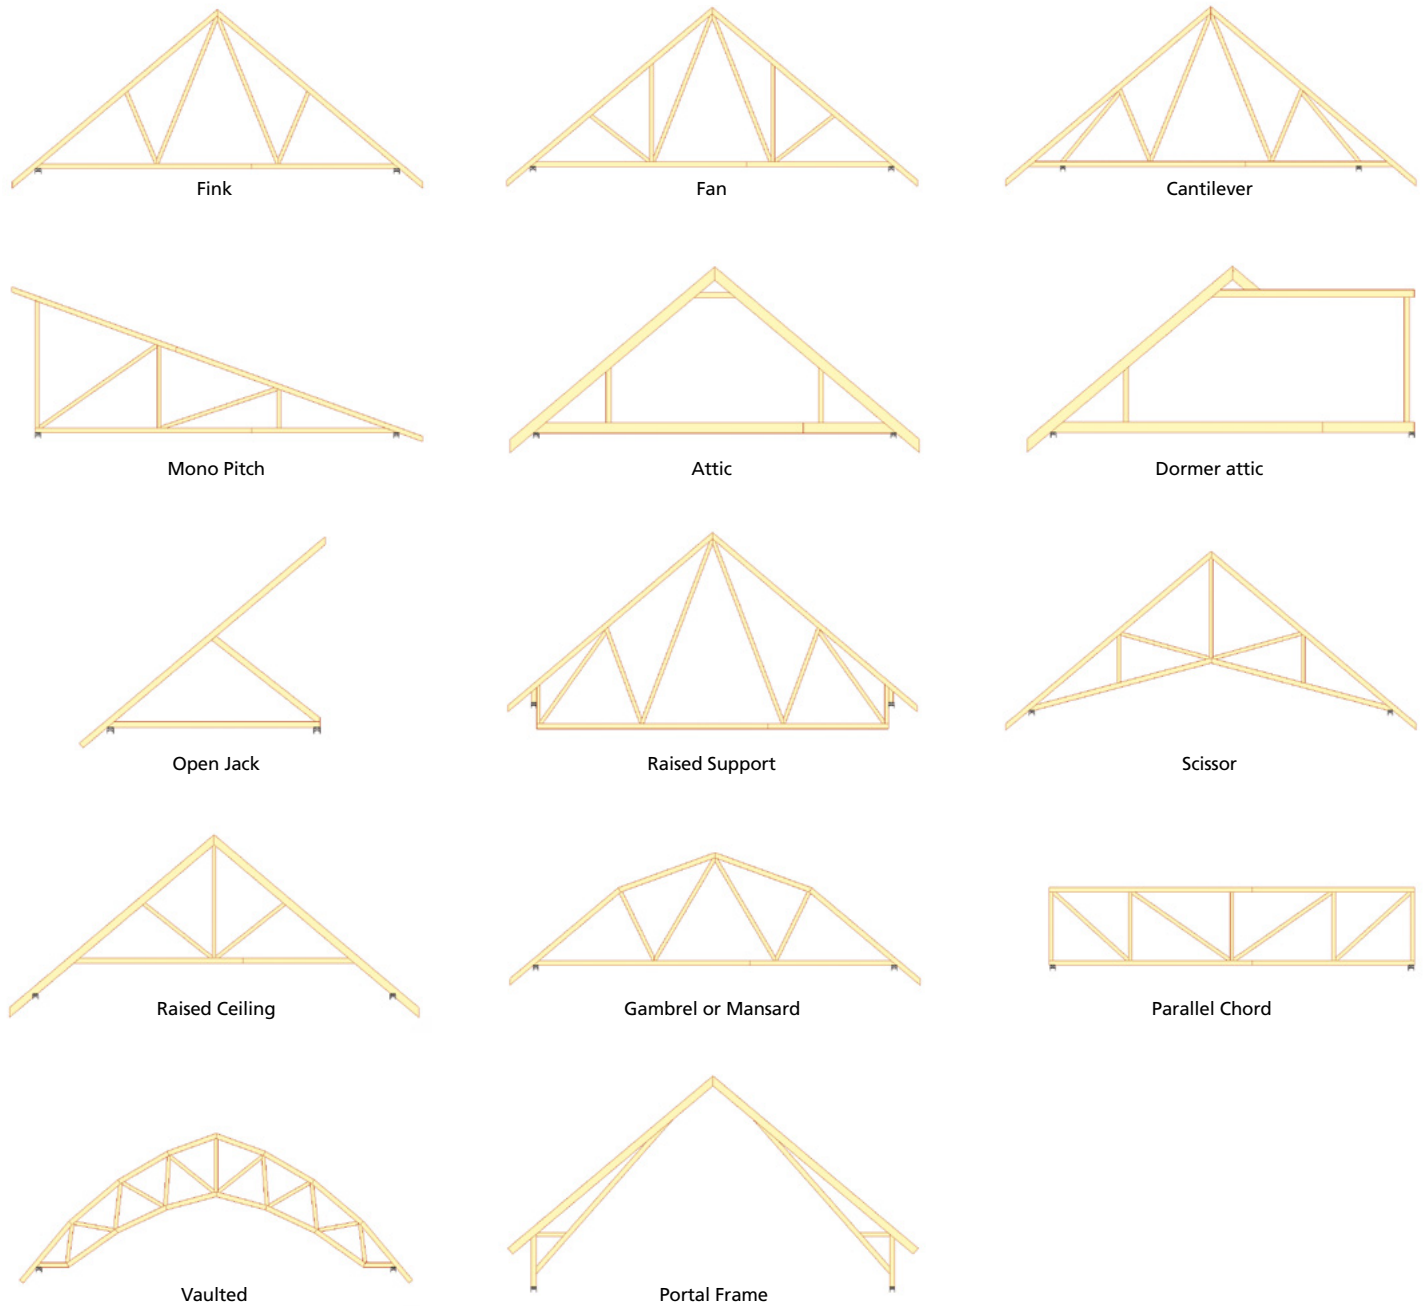 Fink
Fan
Cantilever
Mono Pitch
Attic
Dormer attic
Open Jack
Raised Support
Scissor
Raised Ceiling
Gambrel or Mansard
Parallel Chord
Vaulted
Portal Frame